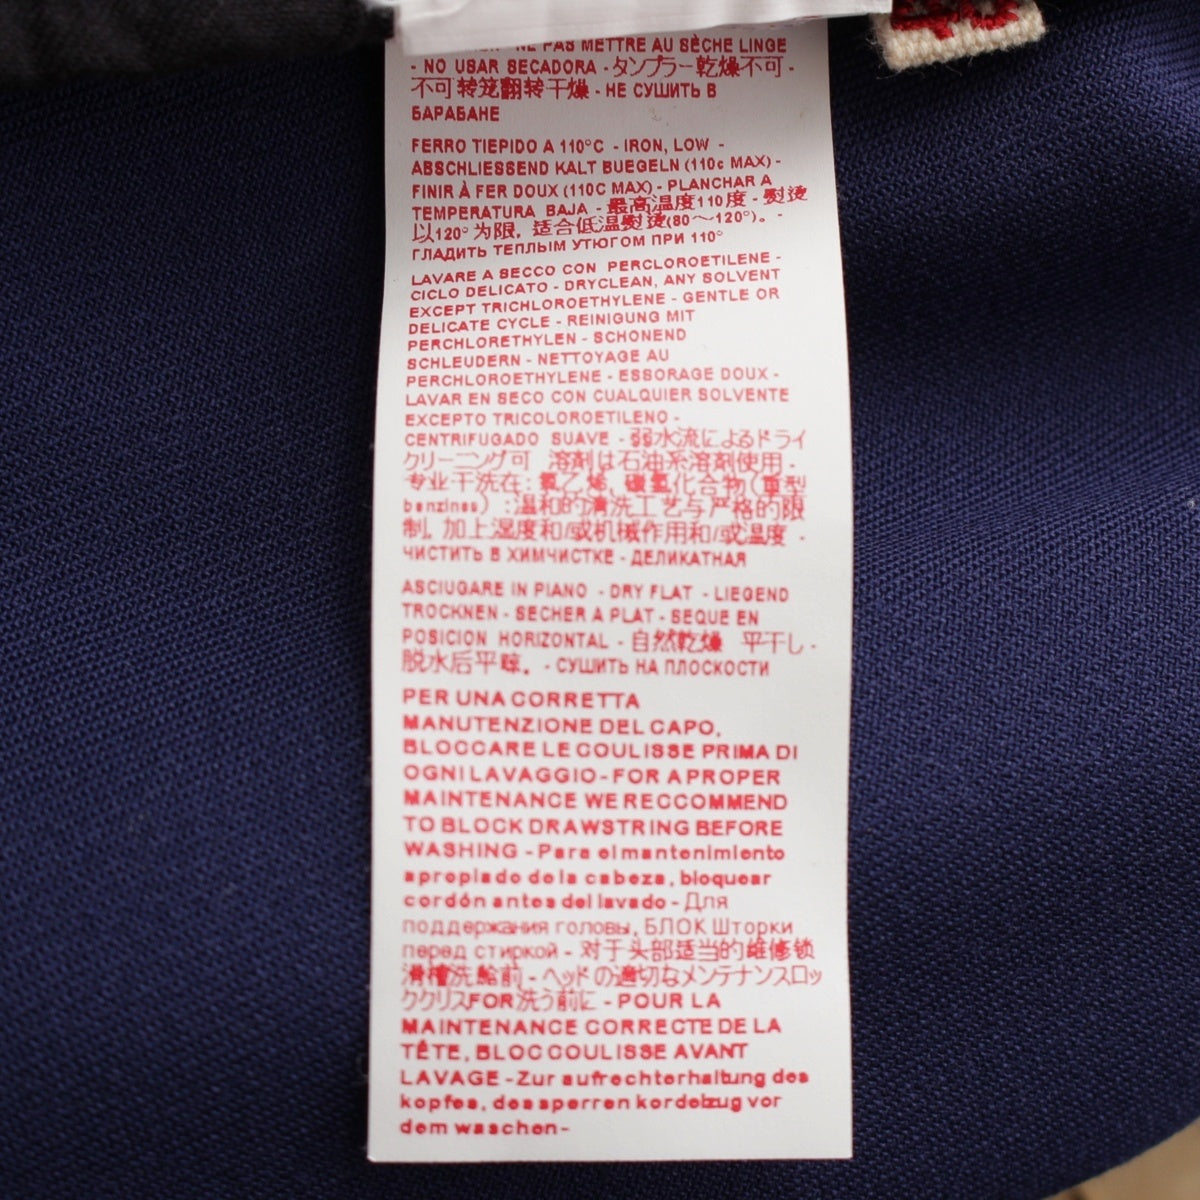 NE PAS METTRE AU SÈCHE LINGE
- NO USAR SECADORA - タンブラー乾燥不可 -
不可转笼翻转干燥 - НЕ СУШИТЬ В
БАРАБАНЕ
FERRO TIEPIDO A 110°C - IRON, LOW -
ABSCHLIESSEND KALT BUEGELN (110c MAX) -
FINIR À FER DOUX (110C MAX) - PLANCHAR A
TEMPERATURA BAJA - 最高温度110度 - 熨烫
以120°为限, 适合低温熨烫(80～120°)。 -
ГЛАДИТЬ ТЕПЛЫМ УТЮГОМ ПРИ 110°
LAVARE A SECCO CON PERCLOROETILENE -
CICLO DELICATO - DRYCLEAN, ANY SOLVENT
EXCEPT TRICHLOROETHYLENE - GENTLE OR
DELICATE CYCLE - REINIGUNG MIT
PERCHLORETHYLEN - SCHONEND
SCHLEUDERN - NETTOYAGE AU
PERCHLOROETHYLENE - ESSORAGE DOUX -
LAVAR EN SECO CON CUALQUIER SOLVENTE
EXCEPTO TRICOLOROETILENO -
CENTRIFUGADO SUAVE - 弱水流によるドライ
クリーニング可 溶剤は石油系溶剤使用 -
专业干洗在: 氯乙烯, 碳氢化合物 (重型
benzines) : 温和的清洗工艺与严格的限
制, 加上湿度和/或机械作用和/或温度 -
ЧИСТИТЬ В ХИМЧИСТКЕ - ДЕЛИКАТНАЯ
ASCIUGARE IN PIANO - DRY FLAT - LIEGEND
TROCKNEN - SECHER A PLAT - SEQUE EN
POSICION HORIZONTAL - 自然乾燥 平干し -
脱水后平晾. - СУШИТЬ НА ПЛОСКОСТИ
PER UNA CORRETTA
MANUTENZIONE DEL CAPO,
BLOCCARE LE COULISSE PRIMA DI
OGNI LAVAGGIO - FOR A PROPER
MAINTENANCE WE RECCOMMEND
TO BLOCK DRAWSTRING BEFORE
WASHING - Para el mantenimiento
apropiado de la cabeza, bloquear
cordón antes del lavado - Для
поддержания головы, БЛОК Шторки
перед стиркой - 对于头部适当的维修锁
滑槽洗涤前 - ヘッドの適切なメンテナンスロッ
ククリスFOR洗う前に - POUR LA
MAINTENANCE CORRECTE DE LA
TÊTE, BLOC COULISSE AVANT
LAVAGE - Zur aufrechterhaltung des
kopfes, des sperren kordelzug vor
dem waschen-